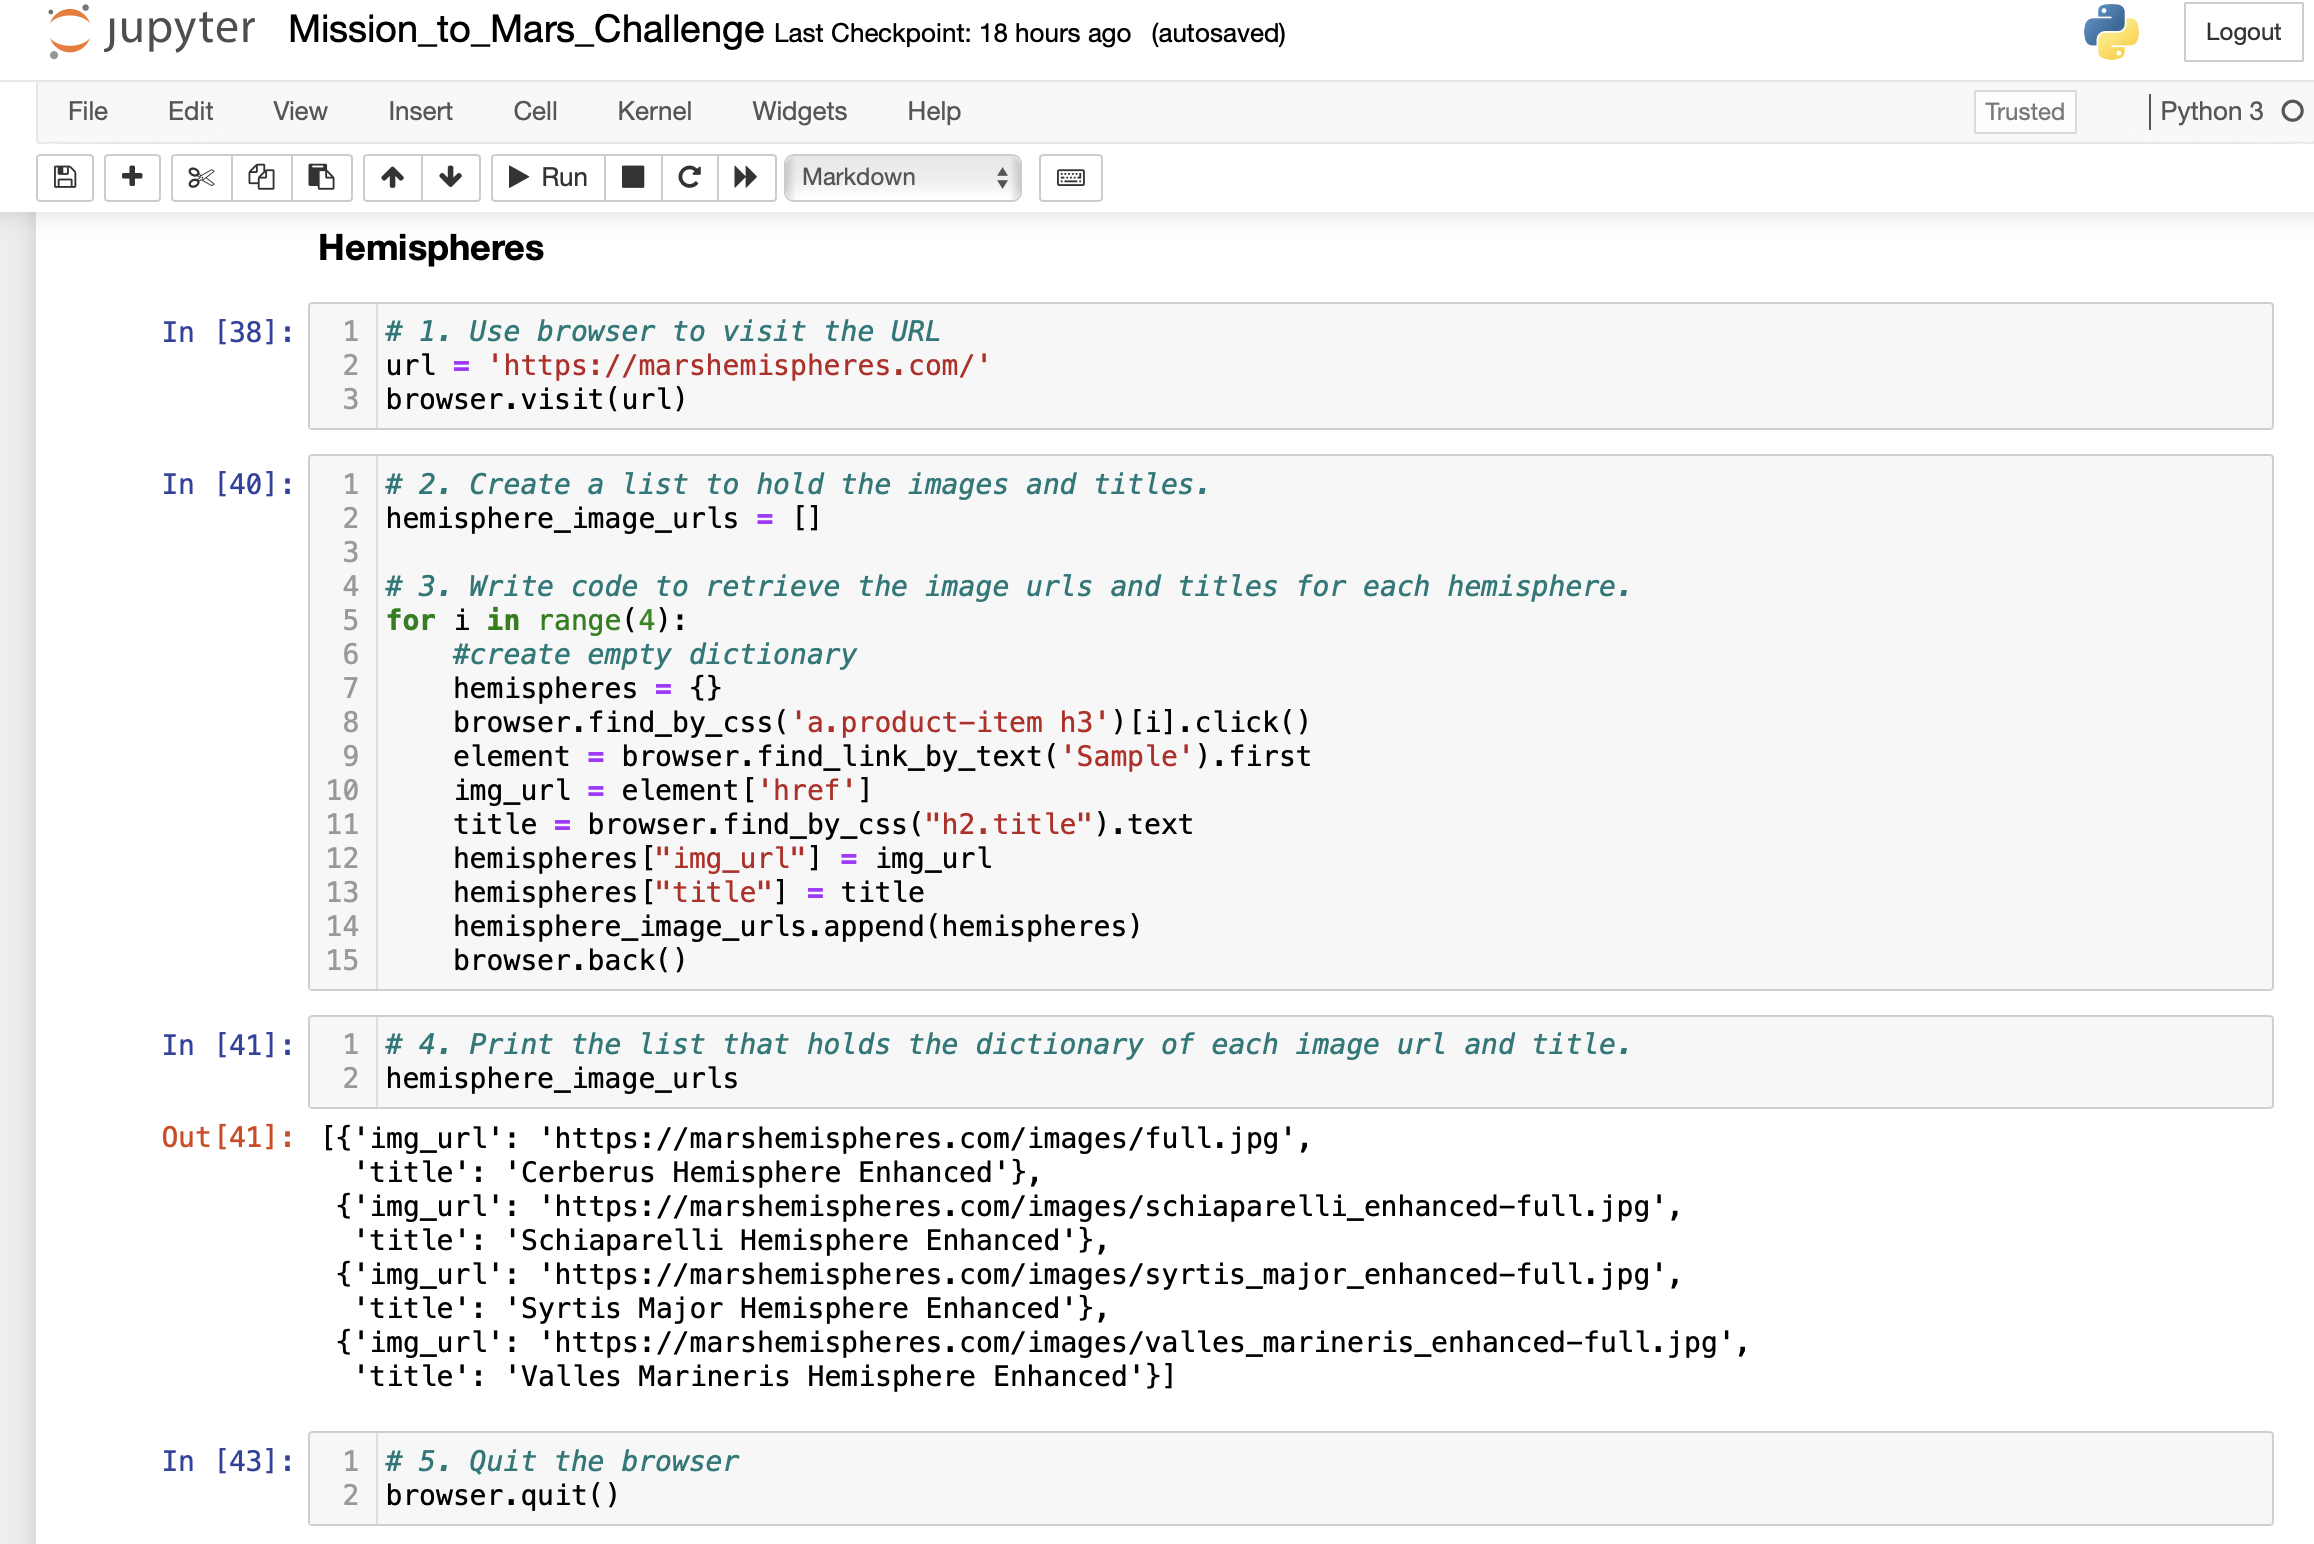 jupyter Mission_to_Mars_Challenge Last Checkpoint: 18 hours ago (autosaved) Logout
File Edit View Insert Cell Kernel Widgets Help Trusted Python 3
Run Markdown
Hemispheres
In [38]:
1 # 1. Use browser to visit the URL
2 url = 'https://marshemispheres.com/'
3 browser.visit(url)
In [40]:
1 # 2. Create a list to hold the images and titles.
2 hemisphere_image_urls = []
3
4 # 3. Write code to retrieve the image urls and titles for each hemisphere.
5 for i in range(4):
6     #create empty dictionary
7     hemispheres = {}
8     browser.find_by_css('a.product-item h3')[i].click()
9     element = browser.find_link_by_text('Sample').first
10     img_url = element['href']
11     title = browser.find_by_css("h2.title").text
12     hemispheres["img_url"] = img_url
13     hemispheres["title"] = title
14     hemisphere_image_urls.append(hemispheres)
15     browser.back()
In [41]:
1 # 4. Print the list that holds the dictionary of each image url and title.
2 hemisphere_image_urls
Out[41]:
[{'img_url': 'https://marshemispheres.com/images/full.jpg',
'title': 'Cerberus Hemisphere Enhanced'},
{'img_url': 'https://marshemispheres.com/images/schiaparelli_enhanced-full.jpg',
'title': 'Schiaparelli Hemisphere Enhanced'},
{'img_url': 'https://marshemispheres.com/images/syrtis_major_enhanced-full.jpg',
'title': 'Syrtis Major Hemisphere Enhanced'},
{'img_url': 'https://marshemispheres.com/images/valles_marineris_enhanced-full.jpg',
'title': 'Valles Marineris Hemisphere Enhanced'}]
In [43]:
1 # 5. Quit the browser
2 browser.quit()